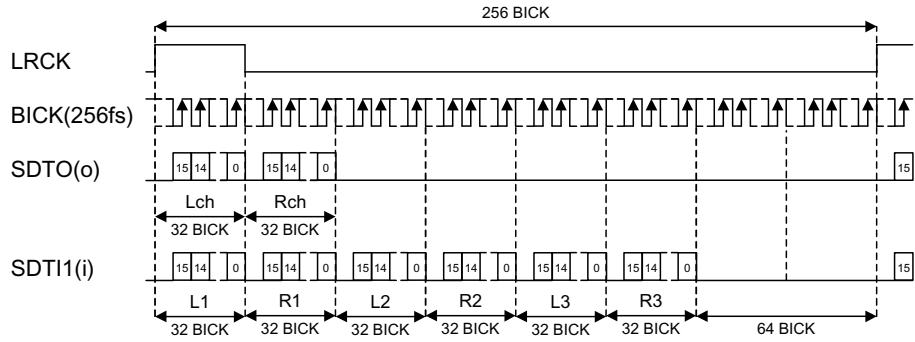 256 BICK
LRCK
BICK(256fs)
SDTO(o)
15 14 0 15 14 0 15
Lch Rch
32 BICK 32 BICK
SDTI1(i)
15 14 0 15 14 0 15 14 0 15 14 0 15 14 0 15 14 0 15
L1 R1 L2 R2 L3 R3
32 BICK 32 BICK 32 BICK 32 BICK 32 BICK 32 BICK 64 BICK